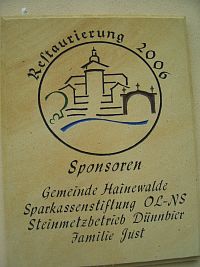 Restaurierung 2006
Sponsoren
Gemeinde Hainewalde
Sparkassenstiftung OL-NS
Steinmetzbetrieb Dünnbier
Familie Just